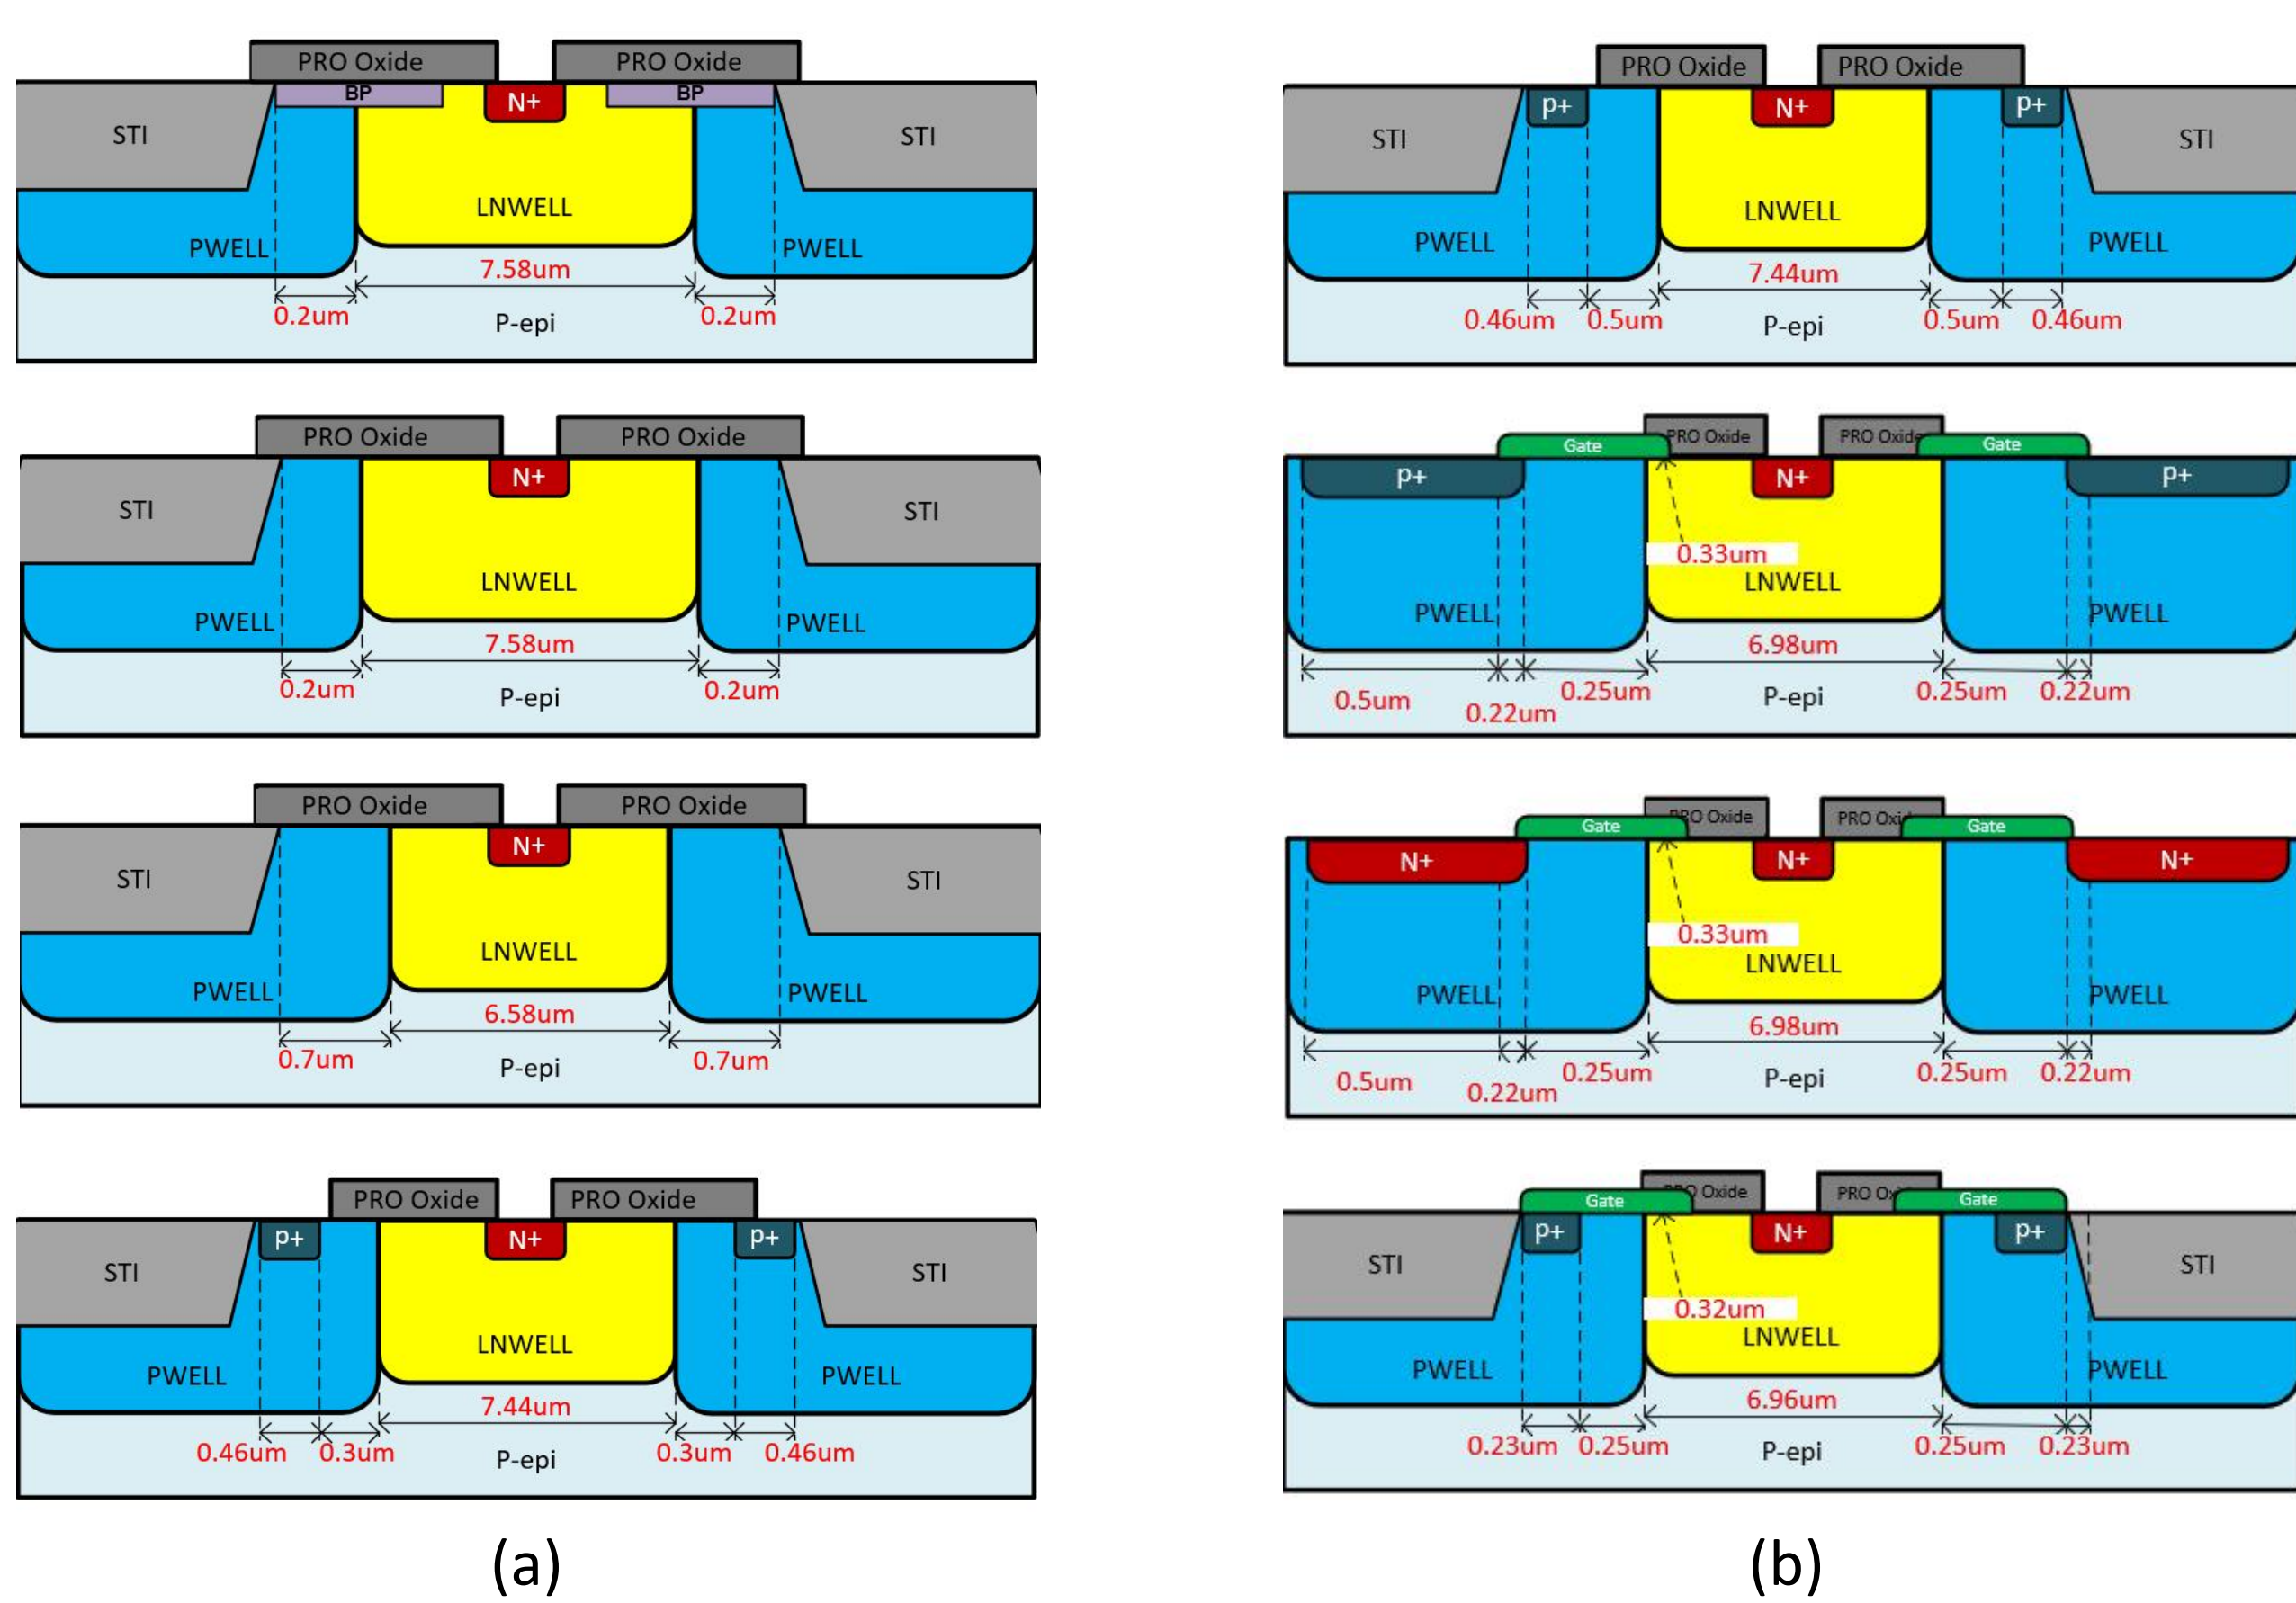 PRO Oxide PRO Oxide
BP N+ BP
STI STI
LNWELL
PWELL PWELL
7.58um
0.2um P-epi 0.2um
PRO Oxide PRO Oxide
N+
STI STI
LNWELL
PWELL PWELL
7.58um
0.2um P-epi 0.2um
PRO Oxide PRO Oxide
N+
STI STI
LNWELL
PWELL PWELL
6.58um
0.7um P-epi 0.7um
PRO Oxide PRO Oxide
p+ N+ p+
STI STI
LNWELL
PWELL PWELL
7.44um
0.46um 0.3um P-epi 0.3um 0.46um
(a)
PRO Oxide PRO Oxide
p+ N+ p+
STI STI
LNWELL
PWELL PWELL
7.44um
0.46um 0.5um P-epi 0.5um 0.46um
Gate PRO Oxide PRO Oxide Gate
p+ N+ p+
0.33um
LNWELL
PWELL PWELL
6.98um
0.5um 0.22um 0.25um P-epi 0.25um 0.22um
Gate PRO Oxide PRO Oxi Gate
N+ N+ N+
0.33um
LNWELL
PWELL PWELL
6.98um
0.5um 0.22um 0.25um P-epi 0.25um 0.22um
Gate Oxide PRO Gate
p+ N+ p+
STI STI
0.32um
LNWELL
PWELL PWELL
6.96um
0.23um 0.25um P-epi 0.25um 0.23um
(b)